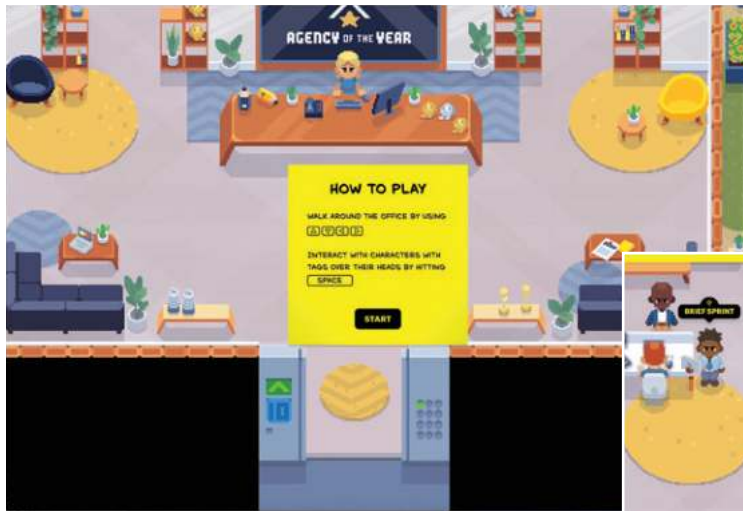 AGENCY OF THE YEAR
HOW TO PLAY
WALK AROUND THE OFFICE BY USING
INTERACT WITH CHARACTERS WITH
TAGS OVER THEIR HEADS BY HITTING
SPACE
START
BRIEF SPRINT